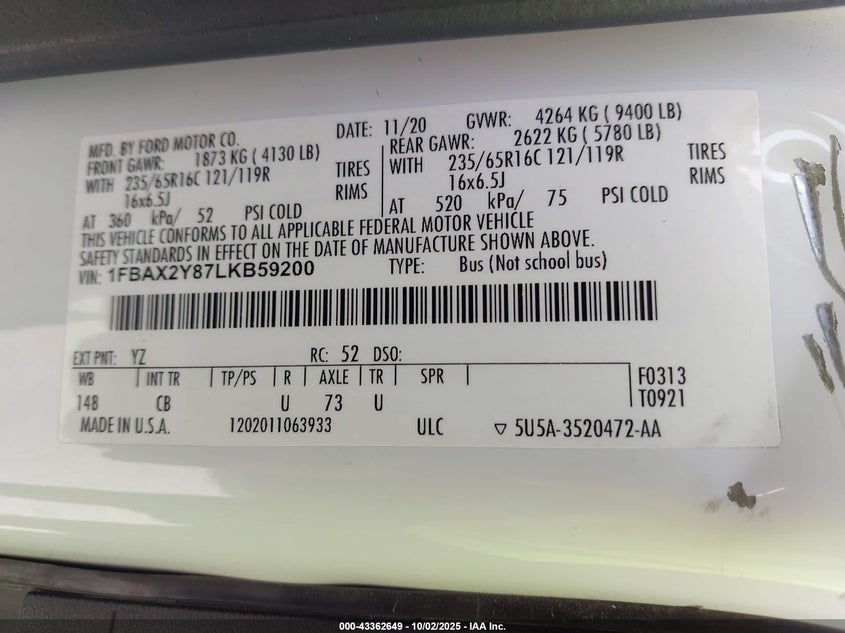 MFD. BY FORD MOTOR CO. DATE: 11/20 GVWR: 4264 KG ( 9400 LB)
FRONT GAWR: 1873 KG ( 4130 LB) REAR GAWR: 2622 KG ( 5780 LB)
WITH 235/65R16C 121/119R TIRES WITH 235/65R16C 121/119R TIRES
16x6.5J RIMS 16x6.5J RIMS
AT 360 kPa/ 52 PSI COLD AT 520 kPa/ 75 PSI COLD
THIS VEHICLE CONFORMS TO ALL APPLICABLE FEDERAL MOTOR VEHICLE
SAFETY STANDARDS IN EFFECT ON THE DATE OF MANUFACTURE SHOWN ABOVE.
VIN: 1FBAX2Y87LKB59200 TYPE: Bus (Not school bus)
EXT PNT: YZ RC: 52 DSO:
WB INT TR TP/PS R AXLE TR SPR F0313
148 CB U 73 U T0921
MADE IN U.S.A. 1202011063933 ULC ▽ 5U5A-3520472-AA
000-43362649 - 10/02/2025 - IAA Inc.